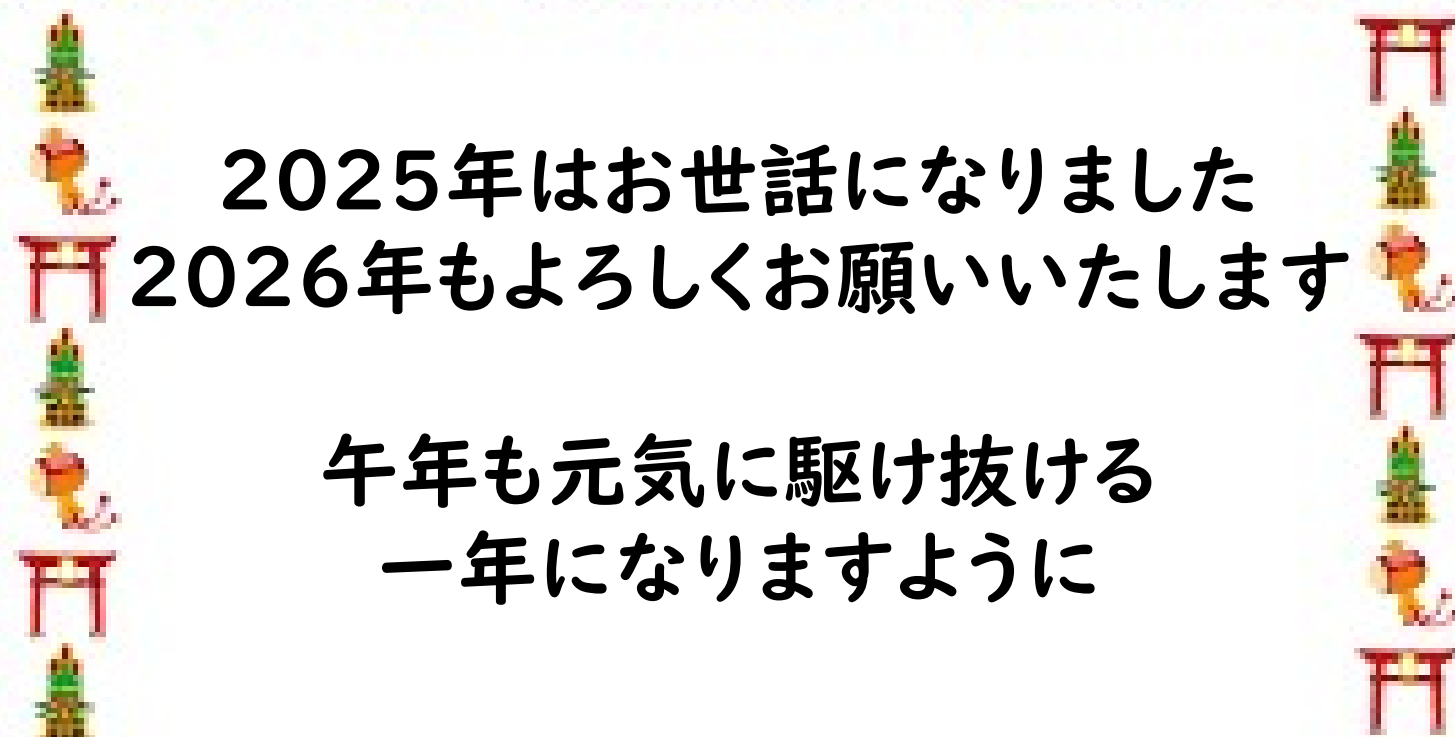 2025年はお世話になりました
2026年もよろしくお願いいたします
午年も元気に駆け抜ける
一年になりますように